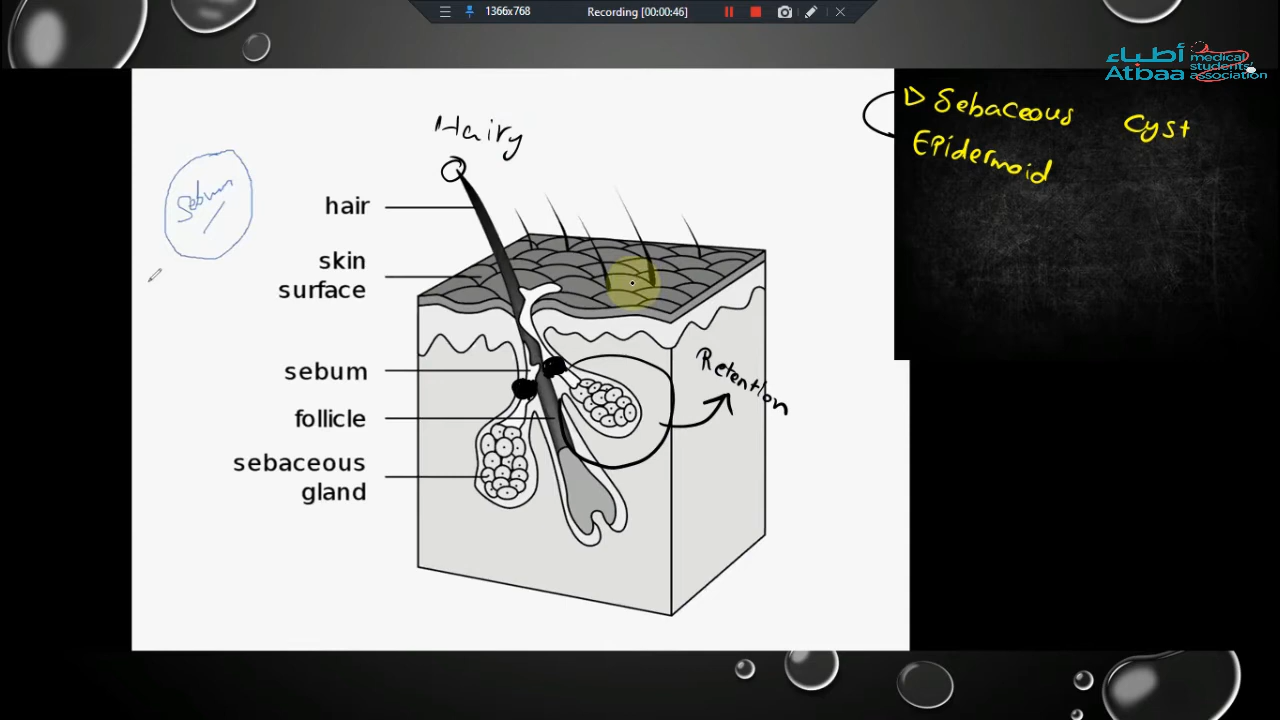 1366x768
Recording [00:00:46]
أطباء
Atbaa
medical
students'
association
Sebaceous Cyst
Epidermoid
Hairy
Sebum
hair
skin
surface
sebum
follicle
sebaceous
gland
Retention